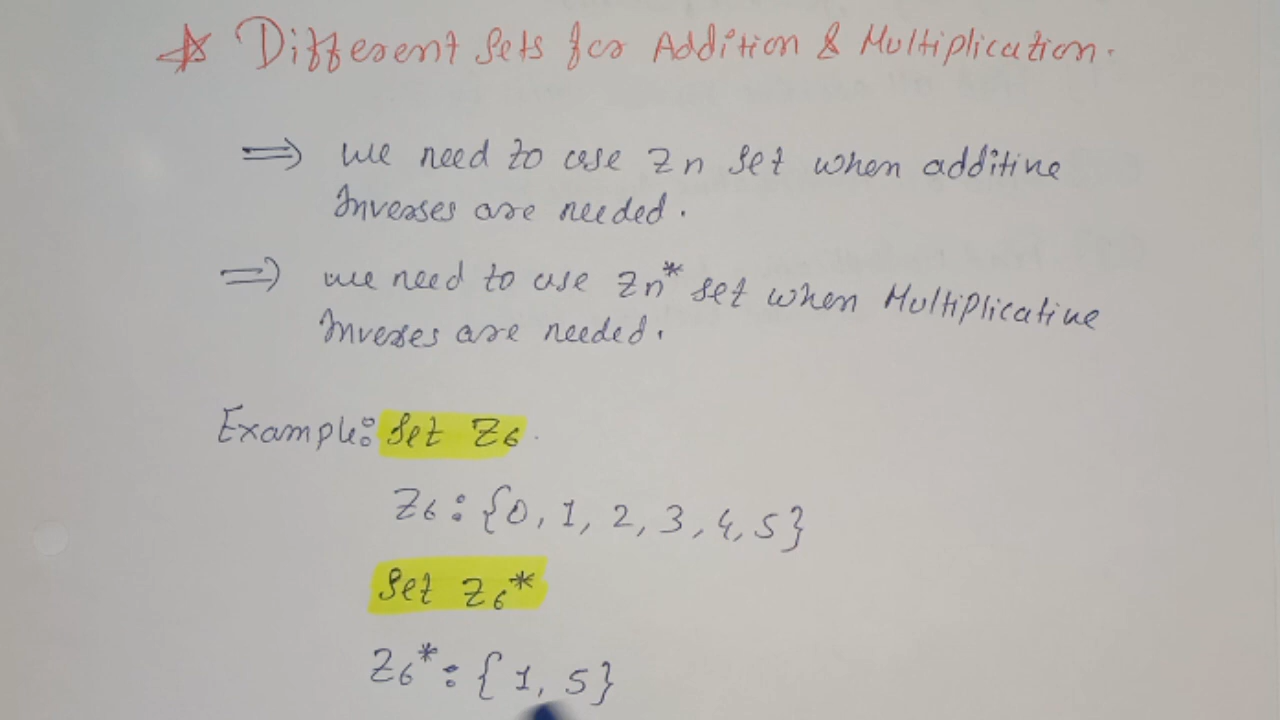 ☆ Different Sets for Addition & Multiplication.
⇒ we need to use Zn Set when additive
Inverses are needed.
⇒ we need to use Zn* set when Multiplicative
Inverses are needed.
Example: Set Z6
Z6: {0, 1, 2, 3, 4, 5}
Set Z6*
Z6*: {1, 5}